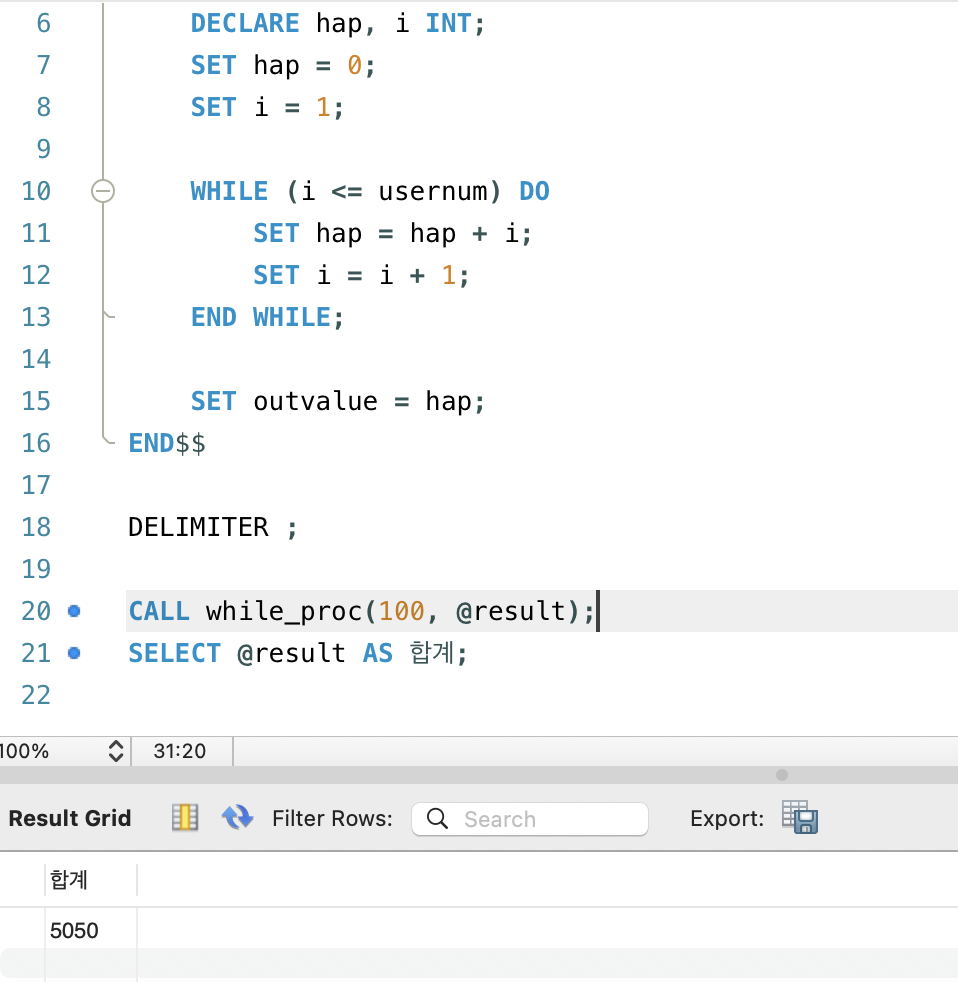 6 DECLARE hap, i INT;
7 SET hap = 0;
8 SET i = 1;
9
10 WHILE (i <= usernum) DO
11 SET hap = hap + i;
12 SET i = i + 1;
13 END WHILE;
14
15 SET outvalue = hap;
16 END$$
17
18 DELIMITER ;
19
20 CALL while_proc(100, @result);
21 SELECT @result AS 합계;
22
100% 31:20
Result Grid Filter Rows: Search Export:
합계
5050